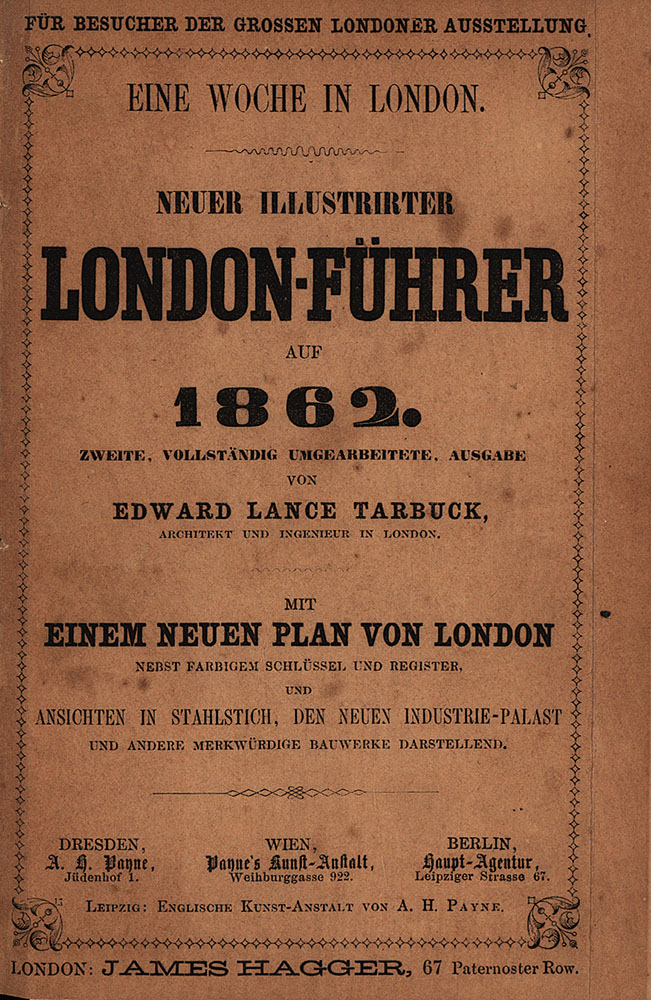 FÜR BESUCHER DER GROSSEN LONDONER AUSSTELLUNG.
EINE WOCHE IN LONDON.
NEUER ILLUSTRIRTER
LONDON-FÜHRER
AUF
1862.
ZWEITE, VOLLSTÄNDIG UMGEARBEITETE, AUSGABE
VON
EDWARD LANCE TARBUCK,
ARCHITEKT UND INGENIEUR IN LONDON.
MIT
EINEM NEUEN PLAN VON LONDON
NEBST FARBIGEM SCHLÜSSEL UND REGISTER,
UND
ANSICHTEN IN STAHLSTICH, DEN NEUEN INDUSTRIE-PALAST
UND ANDERE MERKWÜRDIGE BAUWERKE DARSTELLEND.
DRESDEN, WIEN, BERLIN,
A. H. Payne, Payne's Kunst-Anstalt, Haupt-Agentur,
Jüdenhof 1. Weihburggasse 922. Leipziger Strasse 67.
LEIPZIG: ENGLISCHE KUNST-ANSTALT VON A. H. PAYNE.
LONDON: JAMES HAGGER, 67 Paternoster Row.